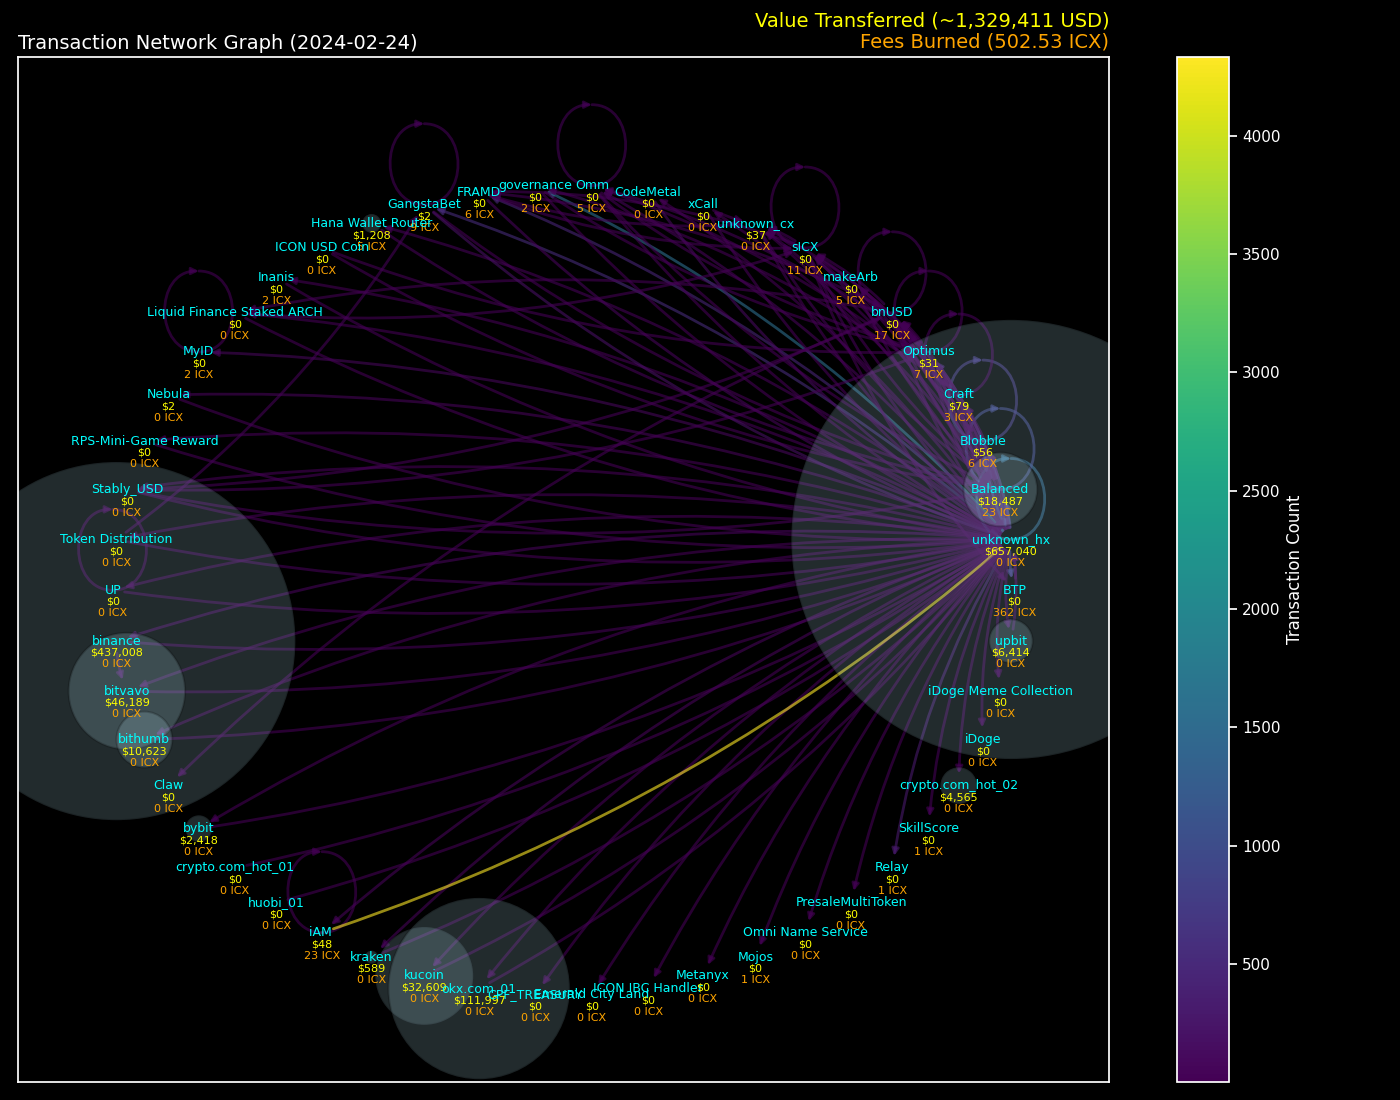 Value Transferred (~1,329,411 USD)
Transaction Network Graph (2024-02-24)
Fees Burned (502.53 ICX)
governance
$0
2 ICX
Omm
$0
5 ICX
FRAMD
$0
6 ICX
CodeMetal
$0
0 ICX
GangstaBet
$2
xCall
$0
0 ICX
Hana Wallet Router
$1,208
unknown_cx
$37
0 ICX
ICON USD Coin
$0
0 ICX
sICX
$0
11 ICX
Inanis
$0
2 ICX
makeArb
$0
5 ICX
Liquid Finance Staked ARCH
$0
0 ICX
bnUSD
$0
17 ICX
MyID
$0
2 ICX
Optimus
$31
7 ICX
Nebula
$2
0 ICX
Craft
$79
3 ICX
RPS-Mini-Game Reward
$0
0 ICX
Blobble
$56
6 ICX
Stably_USD
$0
0 ICX
Balanced
$18,487
23 ICX
Token Distribution
$0
0 ICX
unknown_hx
$657,040
0 ICX
UP
$0
0 ICX
BTP
$0
362 ICX
binance
$437,008
0 ICX
upbit
$6,414
0 ICX
bitvavo
$46,189
0 ICX
iDoge Meme Collection
$0
0 ICX
bithumb
$10,623
0 ICX
iDoge
$0
0 ICX
Claw
$0
0 ICX
crypto.com_hot_02
$4,565
0 ICX
bybit
$2,418
0 ICX
SkillScore
$0
1 ICX
crypto.com_hot_01
$0
0 ICX
Relay
$0
1 ICX
huobi_01
$0
0 ICX
PresaleMultiToken
$0
0 ICX
iAM
$48
23 ICX
Omni Name Service
$0
0 ICX
kraken
$589
0 ICX
Mojos
$0
1 ICX
kucoin
$32,609
0 ICX
Metanyx
$0
0 ICX
okx.com_01
$111,997
0 ICX
ICON IBC Handler
$0
0 ICX
CPF_TREASURY
$0
0 ICX
Emerald City Land
$0
0 ICX
4000
3500
3000
2500
2000
1500
1000
500
Transaction Count